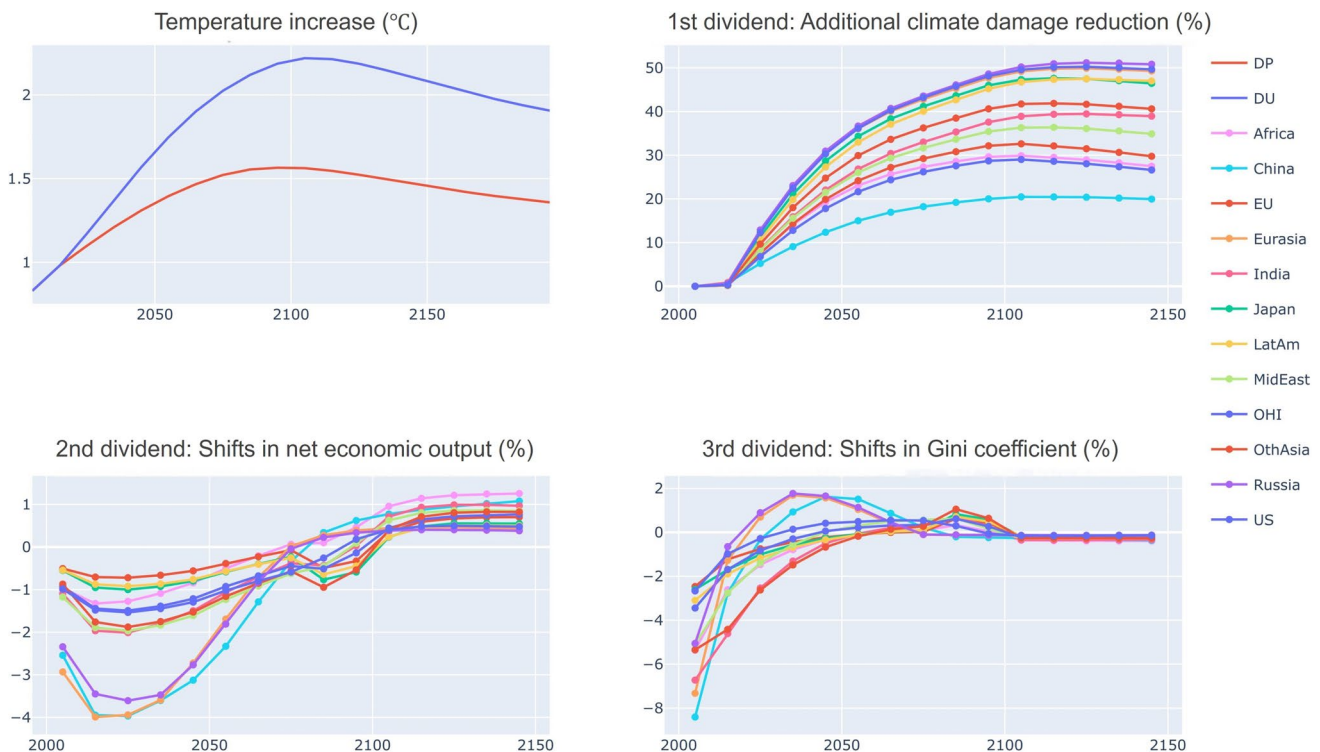 Temperature increase (℃)
2
1.5
1
2050
2100
2150
1st dividend: Additional climate damage reduction (%)
50
40
30
20
10
0
2000
2050
2100
2150
DP
DU
Africa
China
EU
Eurasia
India
Japan
LatAm
MidEast
OHI
OthAsia
Russia
US
2nd dividend: Shifts in net economic output (%)
1
0
−1
−2
−3
−4
2000
2050
2100
2150
3rd dividend: Shifts in Gini coefficient (%)
2
0
−2
−4
−6
−8
2000
2050
2100
2150